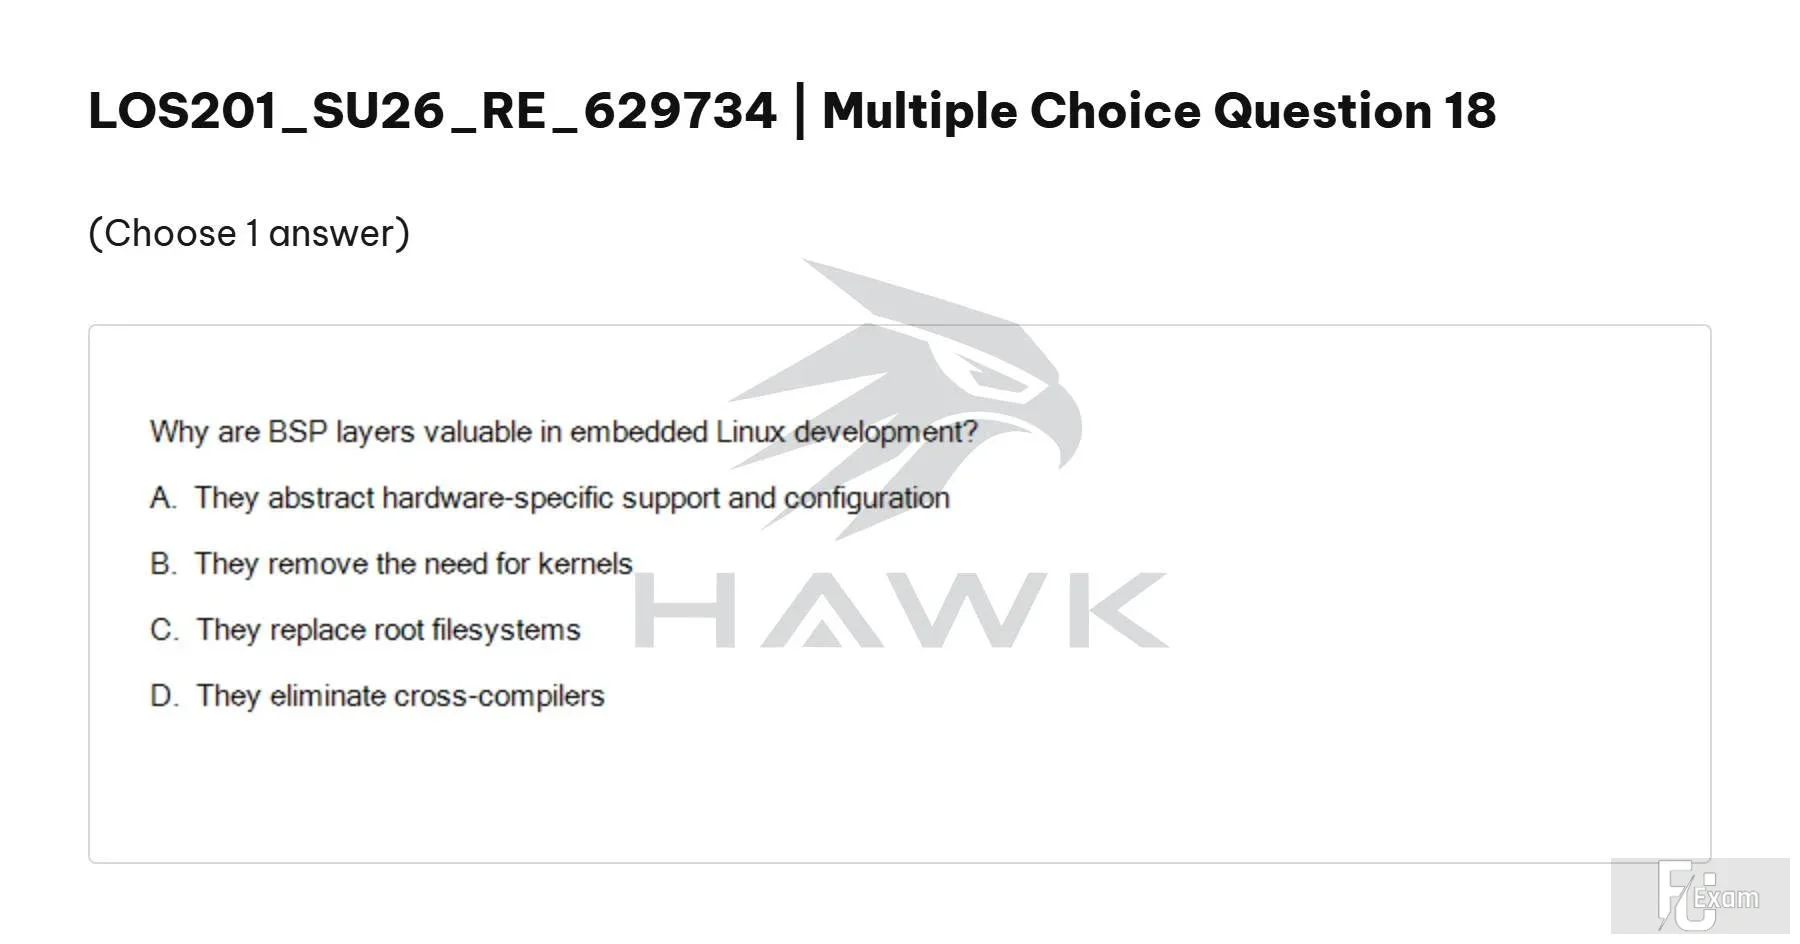 LOS201_SU26_RE_629734 | Multiple Choice Question 18
(Choose 1 answer)
Why are BSP layers valuable in embedded Linux development?
A. They abstract hardware-specific support and configuration
B. They remove the need for kernels
C. They replace root filesystems
D. They eliminate cross-compilers
HAWK
FU Exam